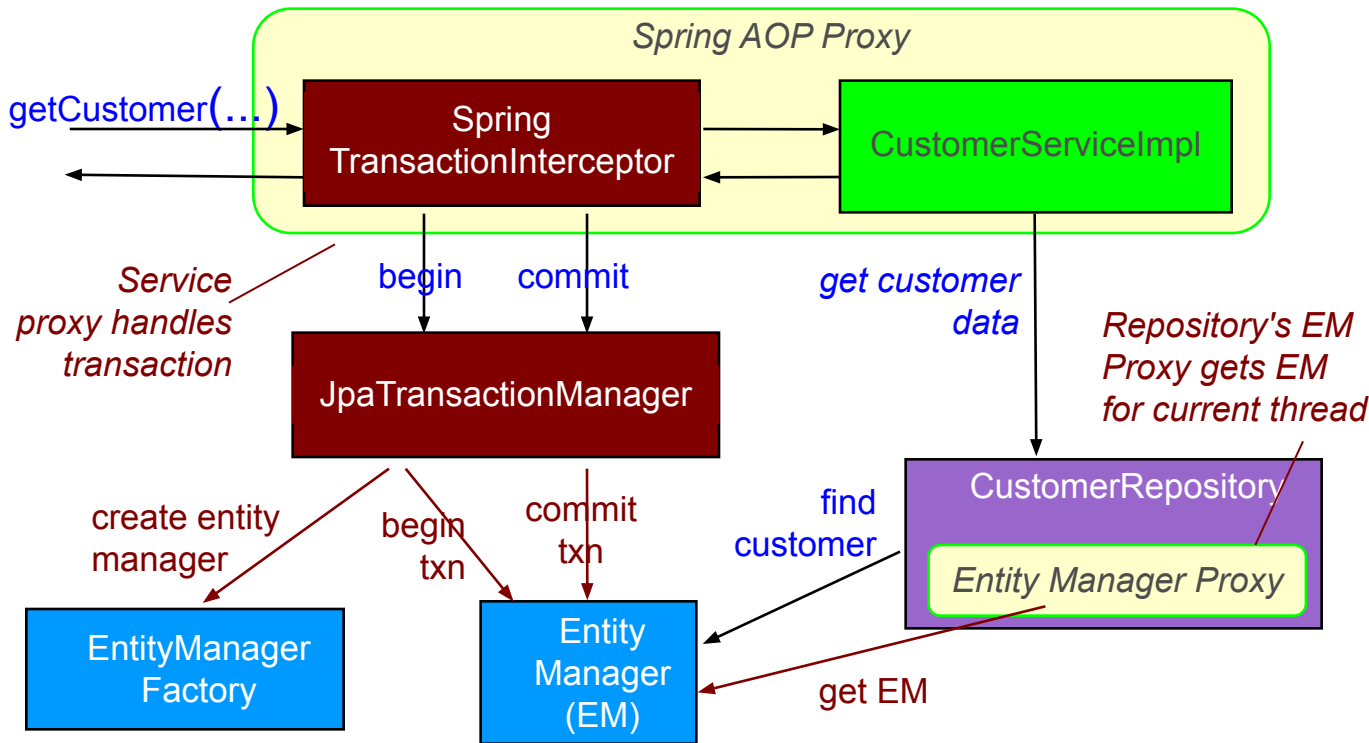 Spring AOP Proxy
getCustomer(...)
Spring
TransactionInterceptor
CustomerServiceImpl
Service
proxy handles
transaction
begin
commit
get customer
data
Repository's EM
Proxy gets EM
for current thread
JpaTransactionManager
CustomerRepository
create entity
manager
begin
txn
commit
txn
find
customer
Entity Manager Proxy
EntityManager
Factory
Entity
Manager
(EM)
get EM